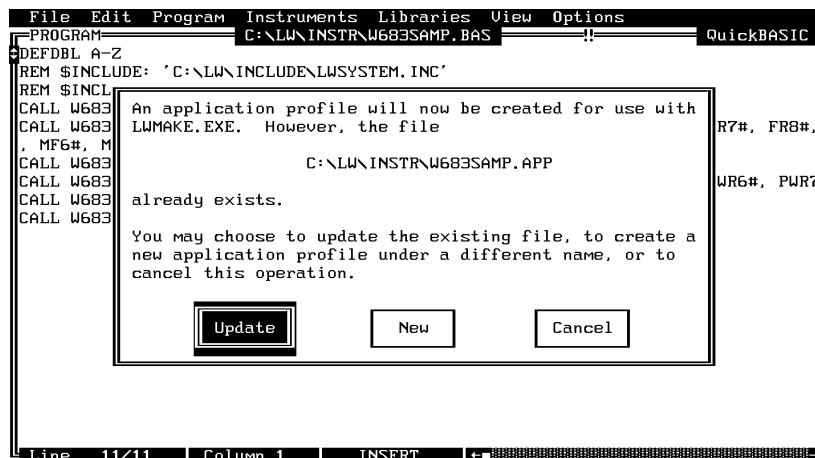 File Edit Program Instruments Libraries View Options
PROGRAM C:\LW\INSTR\W683SAMP.BAS !! QuickBASIC
DEFDBL A-Z
REM $INCLUDE: 'C:\LW\INCLUDE\LWSYSTEM.INC'
REM $INCL
CALL W683
CALL W683 R7#, FR8#,
, MF6#, M
CALL W683
CALL W683 WR6#, PWR7
CALL W683
CALL W683
An application profile will now be created for use with
LWMAKE.EXE. However, the file
C:\LW\INSTR\W683SAMP.APP
already exists.
You may choose to update the existing file, to create a
new application profile under a different name, or to
cancel this operation.
Update New Cancel
Line 11/11 Column 1 INSERT